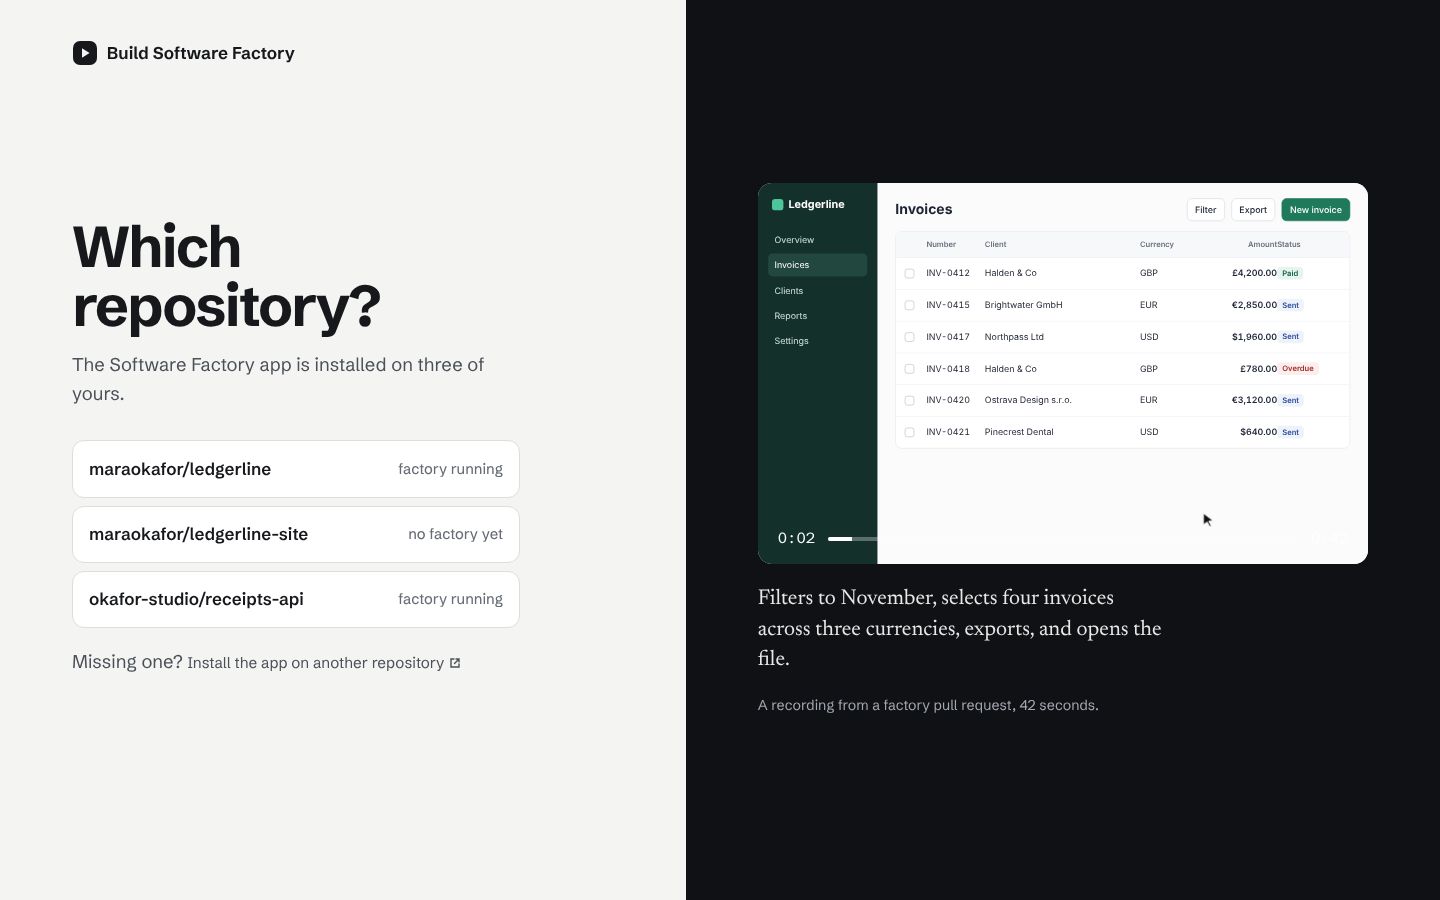 Build Software Factory
Which
repository?
The Software Factory app is installed on three of
yours.
maraokafor/ledgerline factory running
maraokafor/ledgerline-site no factory yet
okafor-studio/receipts-api factory running
Missing one? Install the app on another repository
Ledgerline
Overview
Invoices
Clients
Reports
Settings
Invoices Filter Export New invoice
Number Client Currency Amount Status
INV-0412 Halden & Co GBP £4,200.00 Paid
INV-0415 Brightwater GmbH EUR €2,850.00 Sent
INV-0417 Northpass Ltd USD $1,960.00 Sent
INV-0418 Halden & Co GBP £780.00 Overdue
INV-0420 Ostrava Design s.r.o. EUR €3,120.00 Sent
INV-0421 Pinecrest Dental USD $640.00 Sent
0:02
Filters to November, selects four invoices
across three currencies, exports, and opens the
file.
A recording from a factory pull request, 42 seconds.